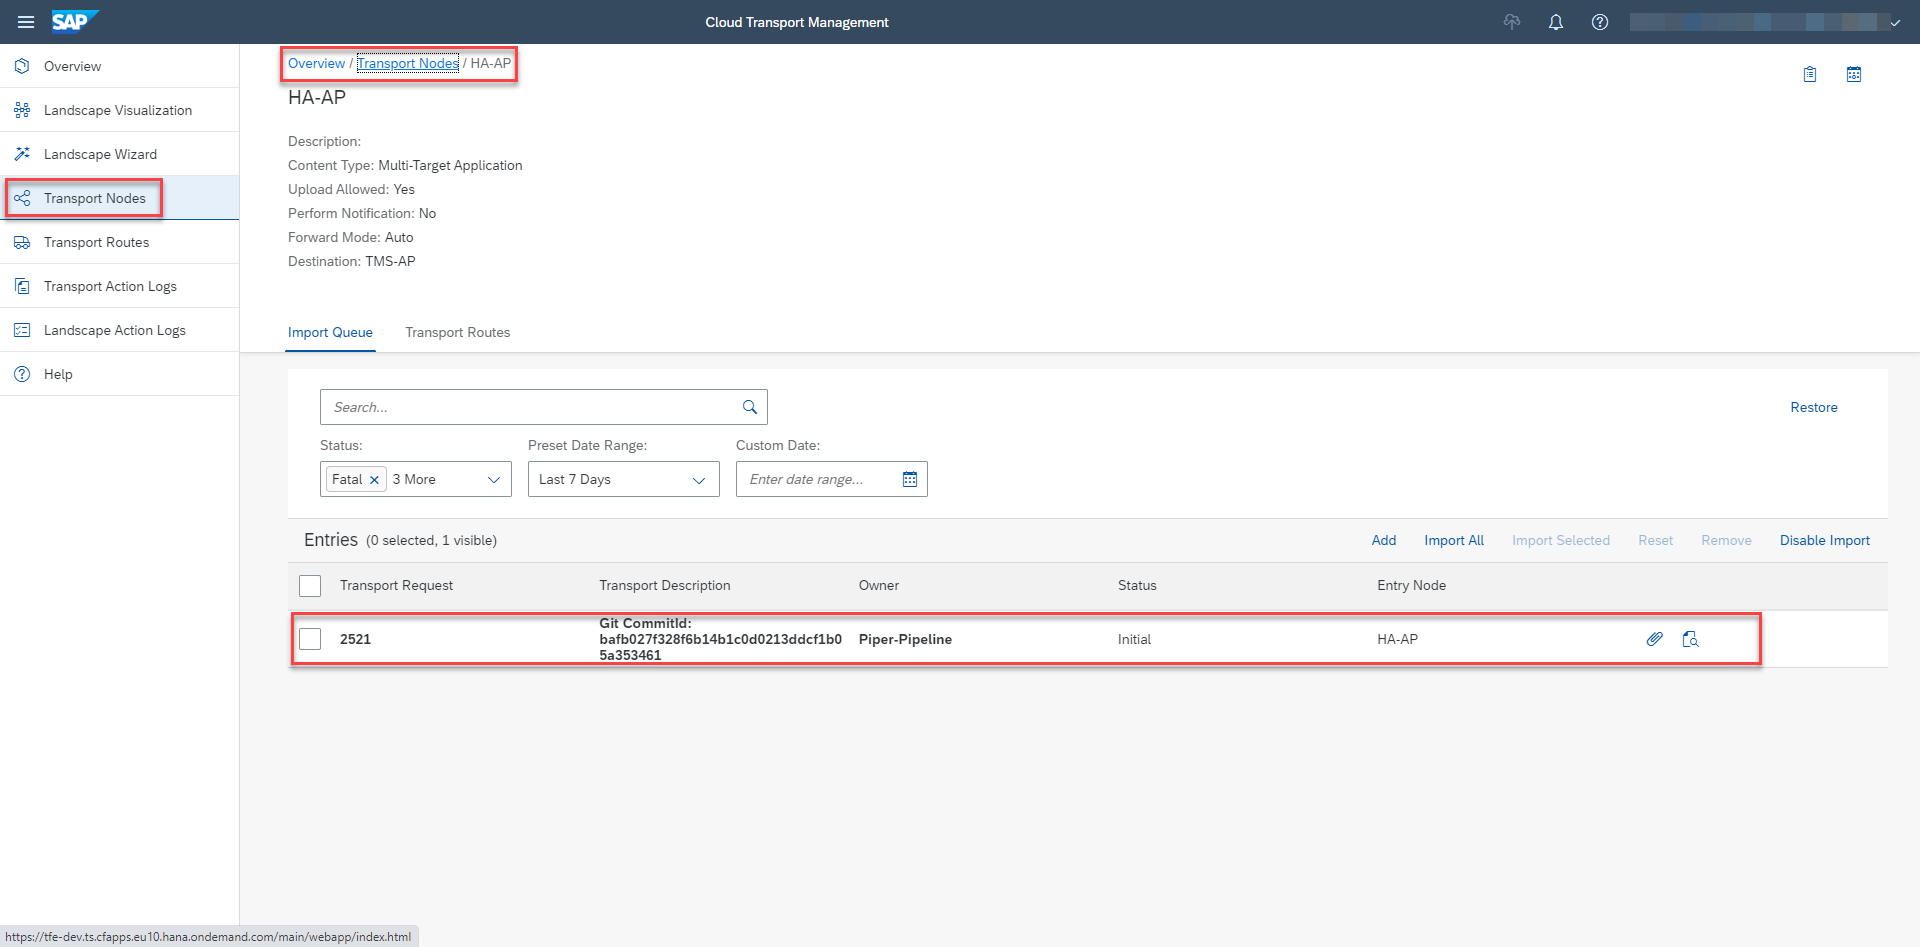 SAP
Cloud Transport Management
Overview
Landscape Visualization
Landscape Wizard
Transport Nodes
Transport Routes
Transport Action Logs
Landscape Action Logs
Help
Overview / Transport Nodes / HA-AP
HA-AP
Description:
Content Type: Multi-Target Application
Upload Allowed: Yes
Perform Notification: No
Forward Mode: Auto
Destination: TMS-AP
Import Queue Transport Routes
Search...
Restore
Status: Preset Date Range: Custom Date:
Fatal 3 More Last 7 Days Enter date range...
Entries (0 selected, 1 visible) Add Import All Import Selected Reset Remove Disable Import
Transport Request Transport Description Owner Status Entry Node
2521 Git CommitId:
bafb027f328f6b14b1c0d0213ddcf1b0 Piper-Pipeline Initial HA-AP
5a353461
https://tfe-dev.ts.cfapps.eu10.hana.ondemand.com/main/webapp/index.html